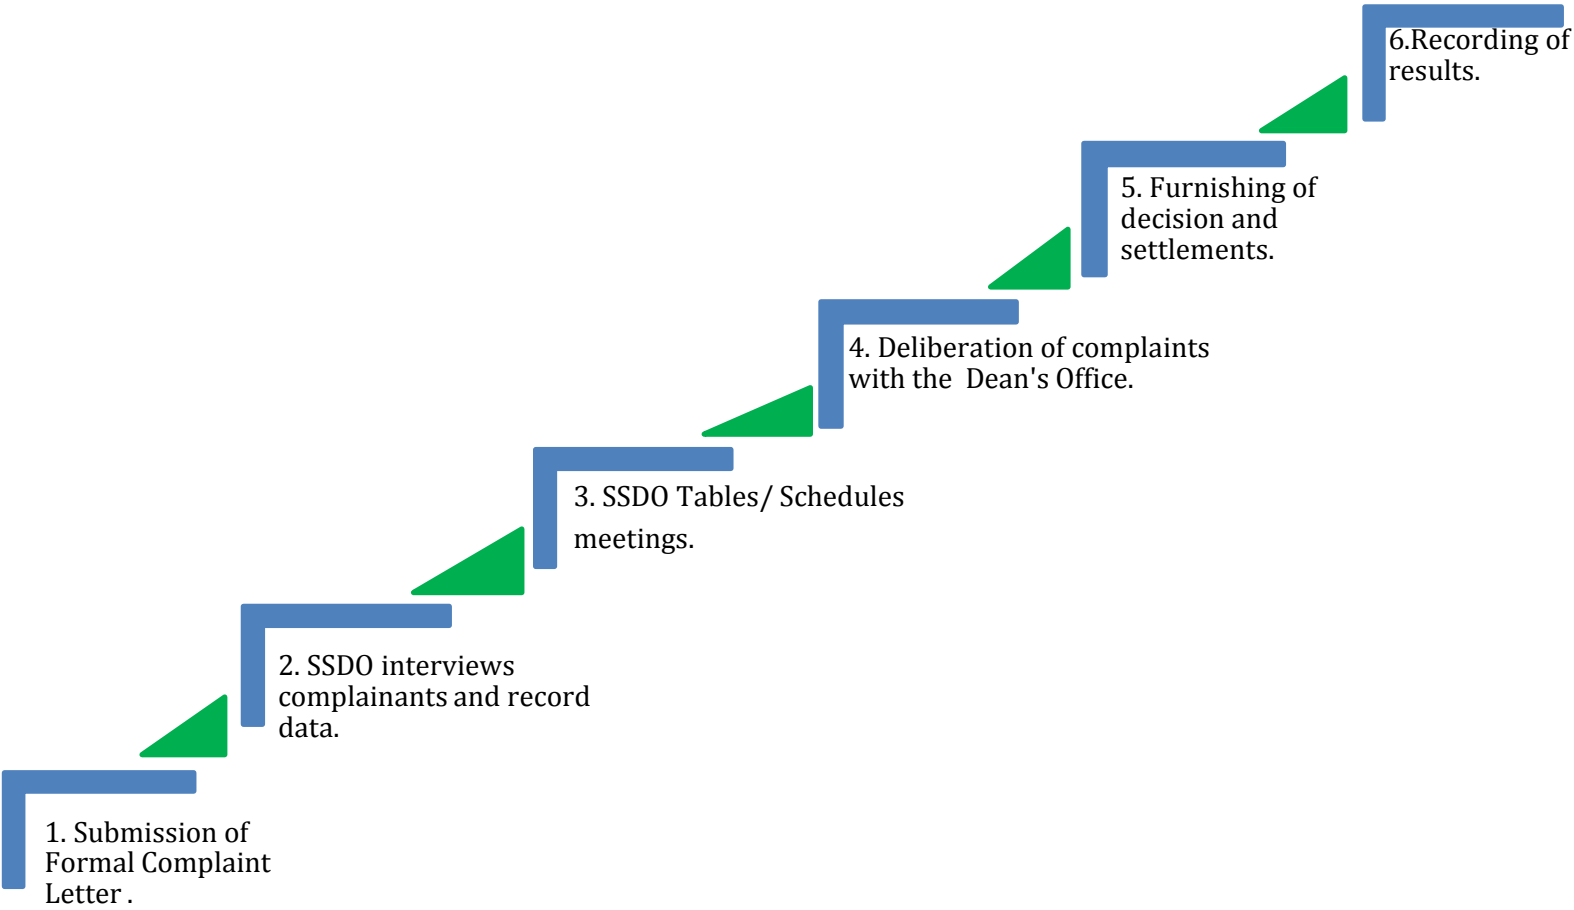 1. Submission of
Formal Complaint
Letter .
2. SSDO interviews
complainants and record
data.
3. SSDO Tables/ Schedules
meetings.
4. Deliberation of complaints
with the  Dean's Office.
5. Furnishing of
decision and
settlements.
6.Recording of
results.